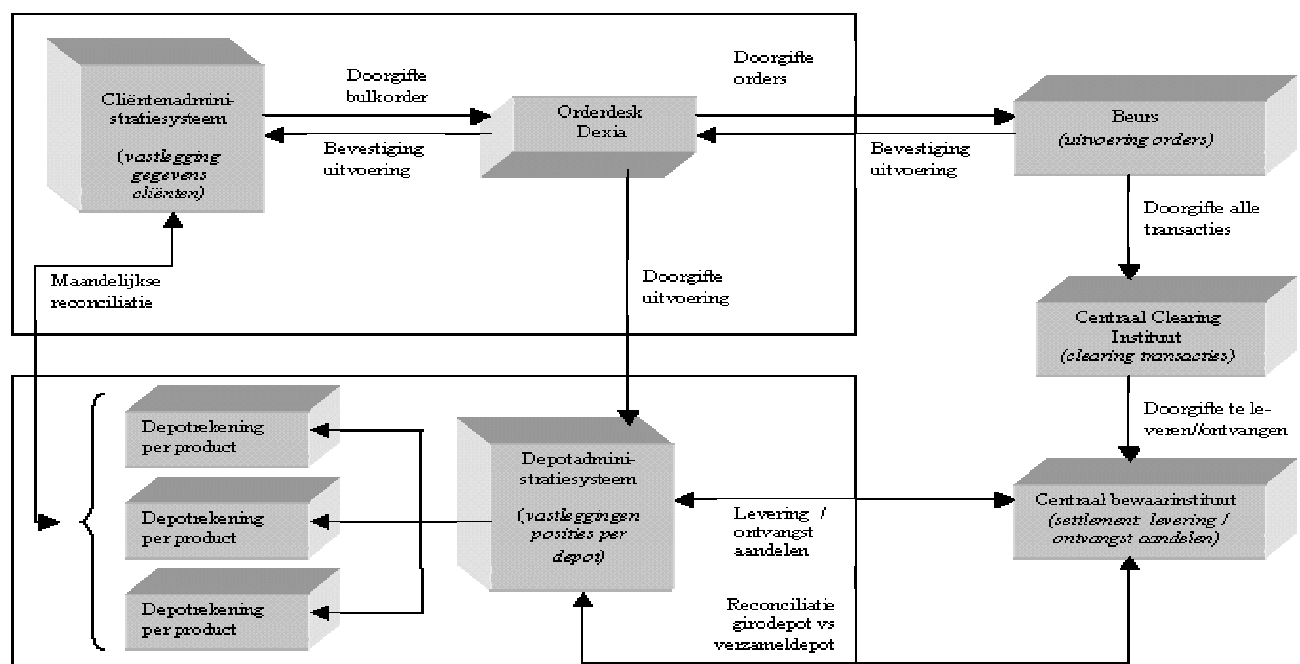 Cliëntenadmini-
stratiesysteem
(vastlegging
gegevens
cliënten)
Doorgifte
bulkorder
Bevestiging
uitvoering
Orderdesk
Dexia
Doorgifte
orders
Bevestiging
uitvoering
Beurs
(uitvoering orders)
Doorgifte alle
transacties
Maandelijkse
reconciliatie
Doorgifte
uitvoering
Centraal Clearing
Instituut
(clearing transacties)
Doorgifte te le-
veren//ontvangen
Depotrekening
per product
Depotrekening
per product
Depotrekening
per product
Depotadmini-
stratiesysteem
(vastleggingen
posities per
depot)
Levering /
ontvangst
aandelen
Centraal bewaarinstituut
(settlement: levering /
ontvangst aandelen)
Reconciliatie
girodepot vs
verzameldepot